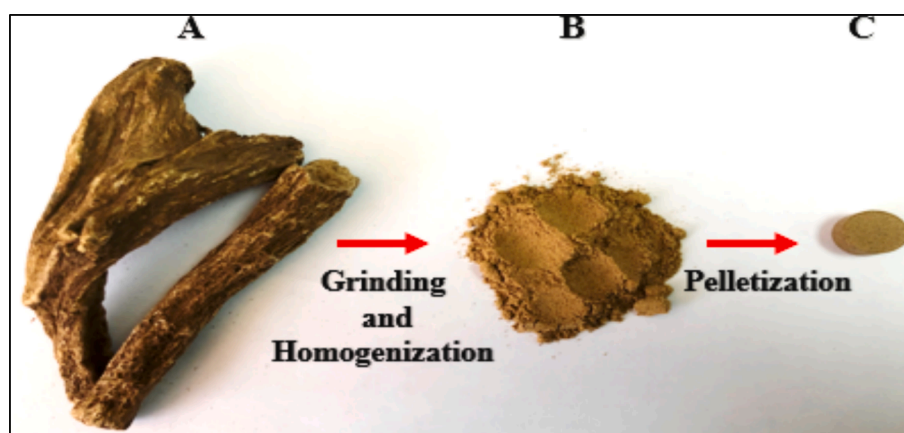 A
B
C
Grinding
and
Homogenization
Pelletization